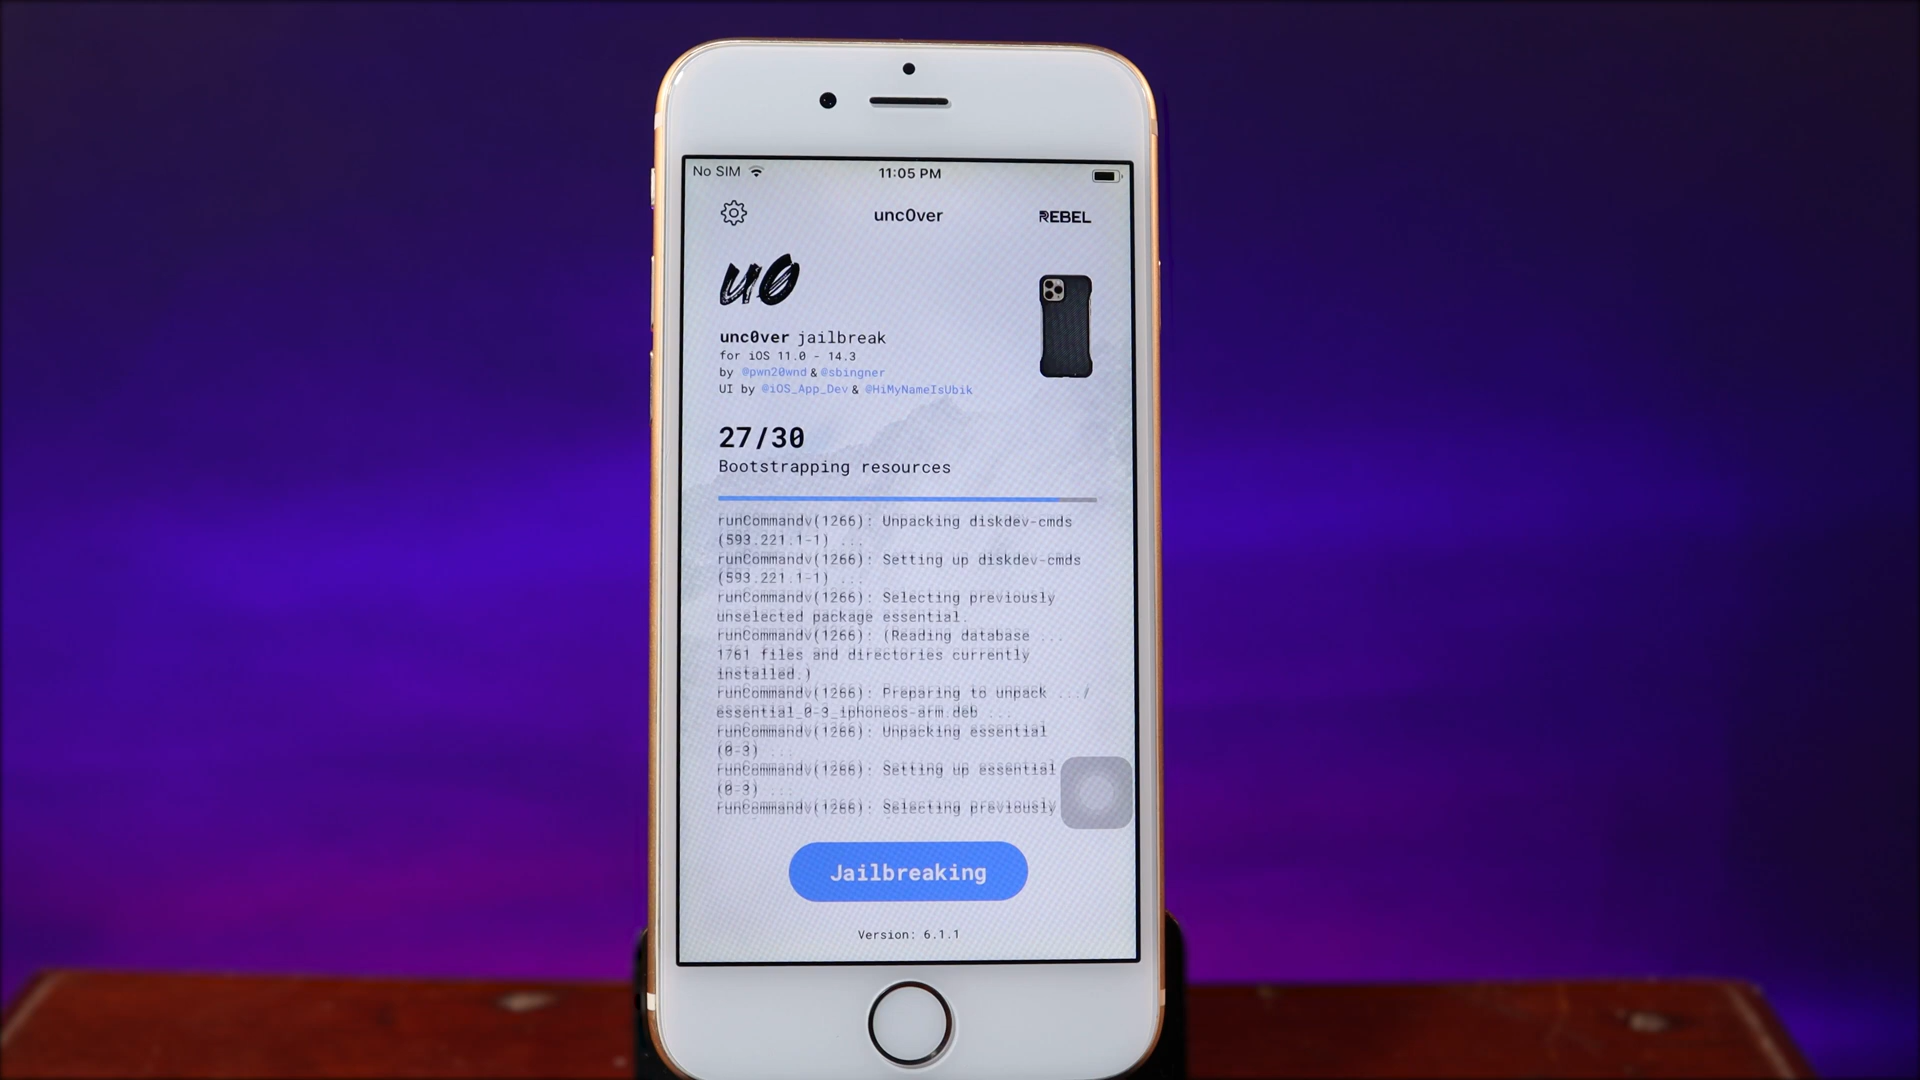 No SIM 11:05 PM
unc0ver REBEL
u0
unc0ver jailbreak
for iOS 11.0 - 14.3
by @pwn20wnd & @sbingner
UI by @iOS_App_Dev & @HiMyNameIsUbik
27/30
Bootstrapping resources
runCommandv(1266): Unpacking diskdev-cmds
(593.221.1-1) ...
runCommandv(1266): Setting up diskdev-cmds
(593.221.1-1) ...
runCommandv(1266): Selecting previously
unselected package essential.
runCommandv(1266): (Reading database ...
1761 files and directories currently
installed.)
runCommandv(1266): Preparing to unpack .../
essential_0-3_iphoneos-arm.deb ...
runCommandv(1266): Unpacking essential
(0-3) ...
runCommandv(1266): Setting up essential
(0-3) ...
runCommandv(1266): Selecting previously
Jailbreaking
Version: 6.1.1